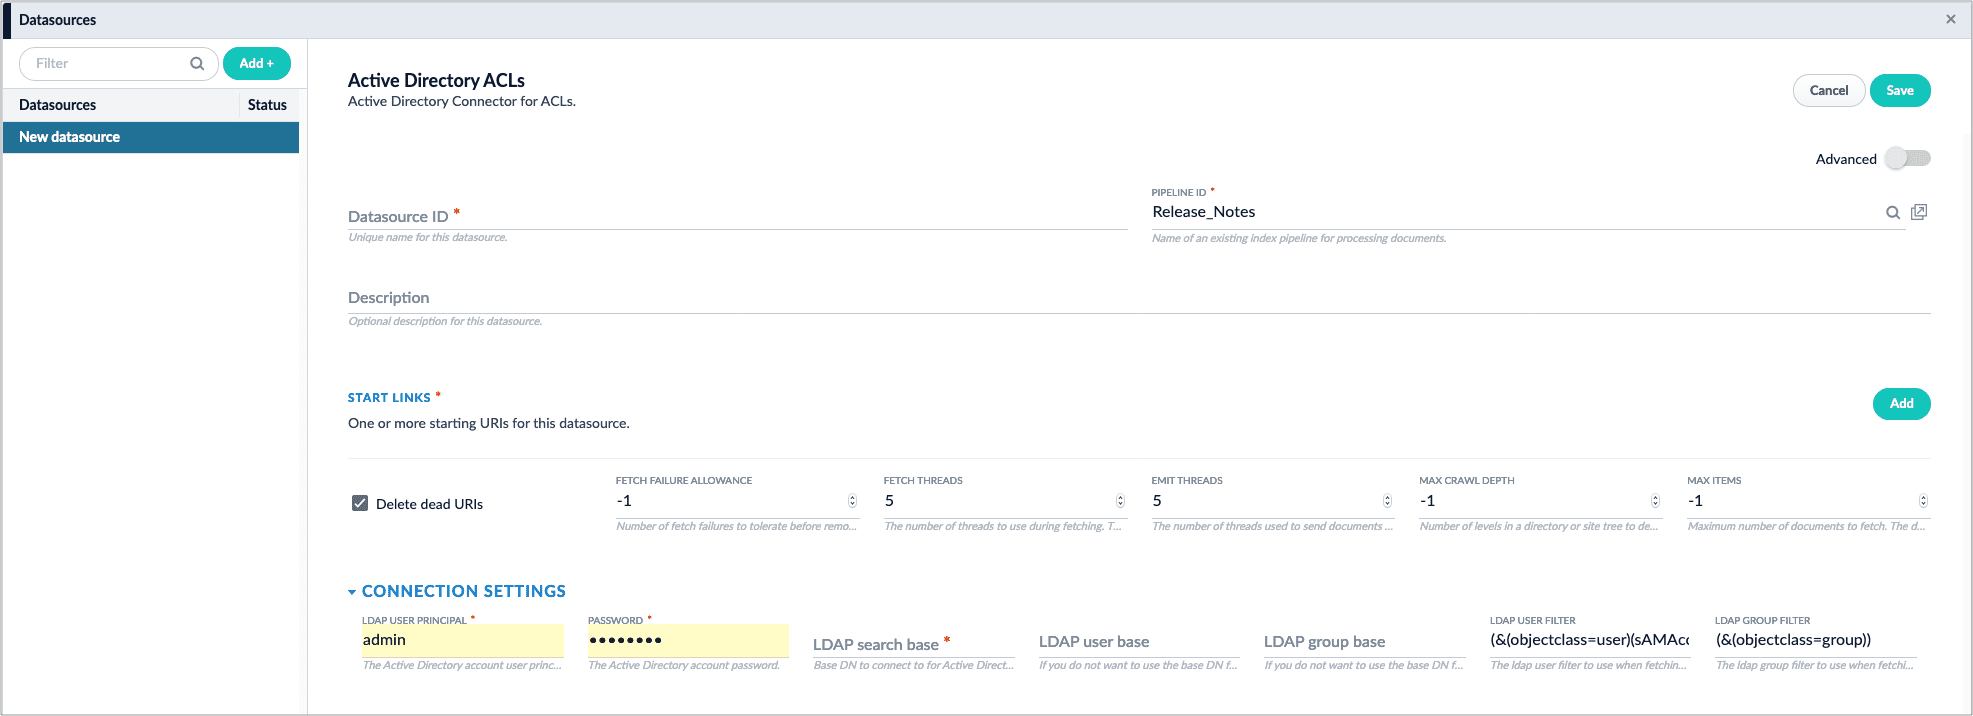 Datasources
×
Filter
Add +
Datasources Status
New datasource
Active Directory ACLs
Active Directory Connector for ACLs.
Cancel
Save
Advanced
Datasource ID *
Unique name for this datasource.
PIPELINE ID *
Release_Notes
Name of an existing index pipeline for processing documents.
Description
Optional description for this datasource.
START LINKS *
One or more starting URIs for this datasource.
Add
Delete dead URIs
FETCH FAILURE ALLOWANCE
-1
Number of fetch failures to tolerate before remo...
FETCH THREADS
5
The number of threads to use during fetching. T...
EMIT THREADS
5
The number of threads used to send documents ...
MAX CRAWL DEPTH
-1
Number of levels in a directory or site tree to de...
MAX ITEMS
-1
Maximum number of documents to fetch. The d...
CONNECTION SETTINGS
LDAP USER PRINCIPAL *
admin
The Active Directory account user princ...
PASSWORD *
••••••••
The Active Directory account password.
LDAP search base *
Base DN to connect to for Active Direct...
LDAP user base
If you do not want to use the base DN f...
LDAP group base
If you do not want to use the base DN f...
LDAP USER FILTER
(&(objectclass=user)(sAMAcc
The ldap user filter to use when fetchin...
LDAP GROUP FILTER
(&(objectclass=group))
The ldap group filter to use when fetchi...